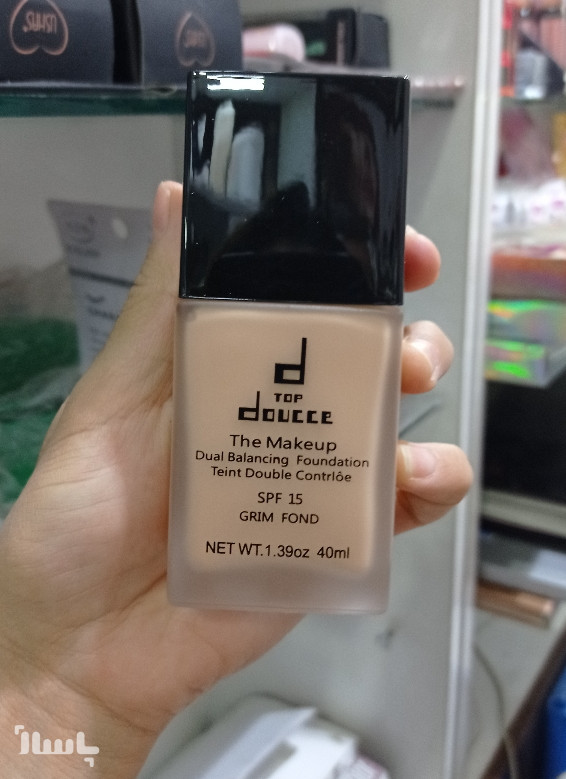 d
TOP
doucce
The Makeup
Dual Balancing Foundation
Teint Double Contrlôe
SPF 15
GRIM FOND
NET WT.1.39oz 40ml
پاساژ